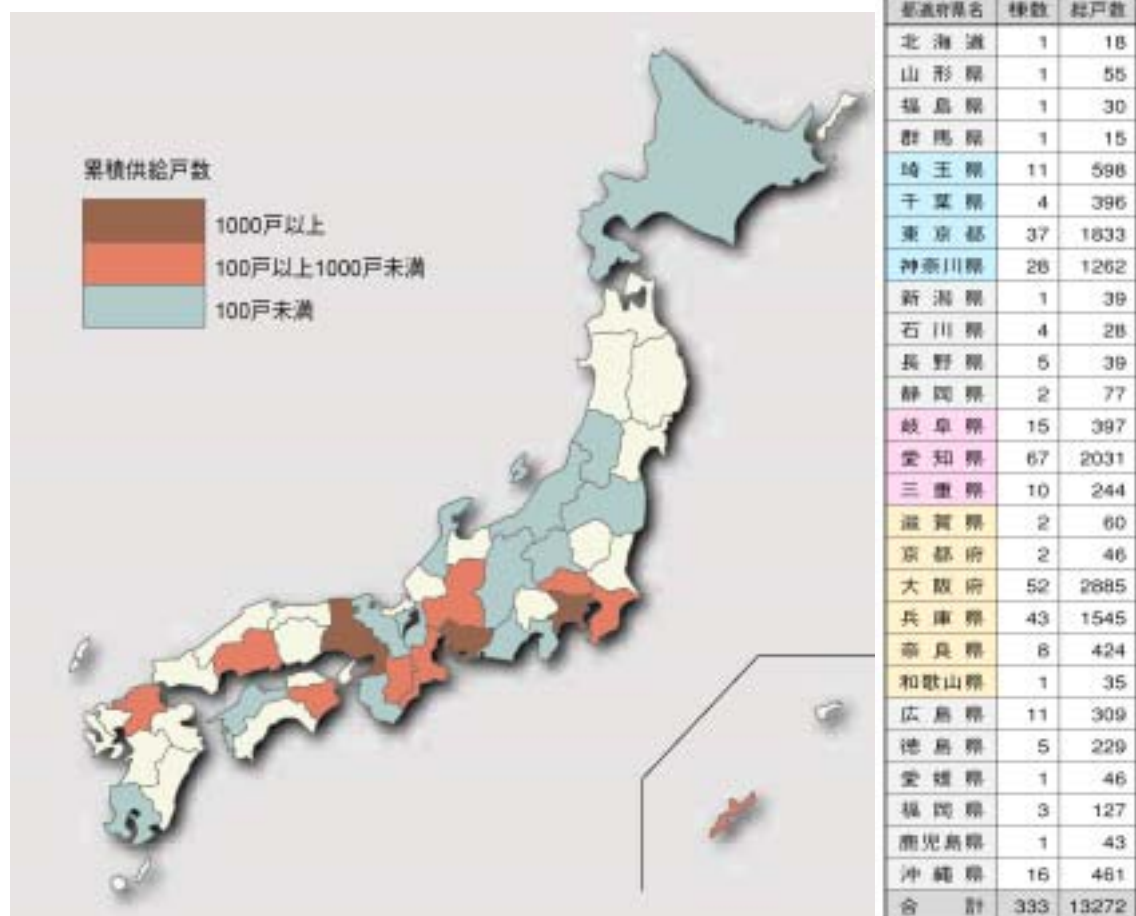 累積供給戸数
1000戸以上
100戸以上1000戸未満
100戸未満
都道府県名 棟数 総戸数
北海道 1 18
山形県 1 55
福島県 1 30
群馬県 1 15
埼玉県 11 598
千葉県 4 396
東京都 37 1833
神奈川県 28 1262
新潟県 1 39
石川県 4 28
長野県 5 39
静岡県 2 77
岐阜県 15 397
愛知県 67 2031
三重県 10 244
滋賀県 2 60
京都府 2 46
大阪府 52 2885
兵庫県 43 1545
奈良県 8 424
和歌山県 1 35
広島県 11 309
徳島県 5 229
愛媛県 1 46
福岡県 3 127
鹿児島県 1 43
沖縄県 16 461
合計 333 13272